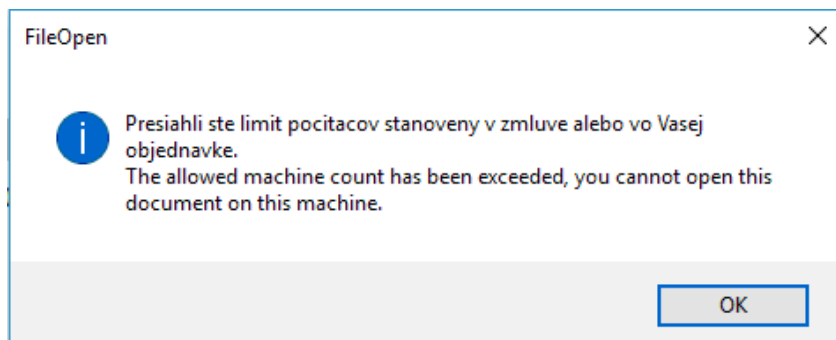 FileOpen
Presiahli ste limit pocitacov stanoveny v zmluve alebo vo Vasej
objednavke.
The allowed machine count has been exceeded, you cannot open this
document on this machine.
OK